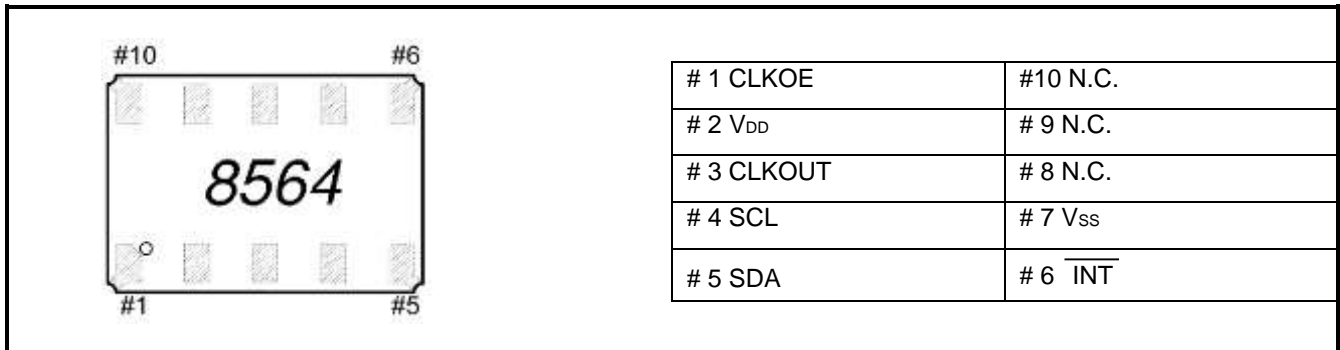 #10 #6
8564
#1 #5
# 1 CLKOE #10 N.C.
# 2 VDD # 9 N.C.
# 3 CLKOUT # 8 N.C.
# 4 SCL # 7 VSS
# 5 SDA # 6 INT